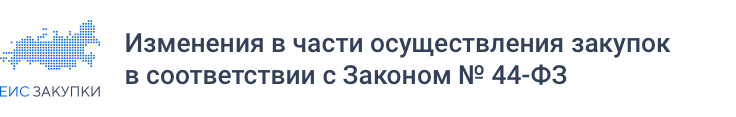 Изменения в части осуществления закупок
в соответствии с Законом № 44-ФЗ
ЕИС ЗАКУПКИ